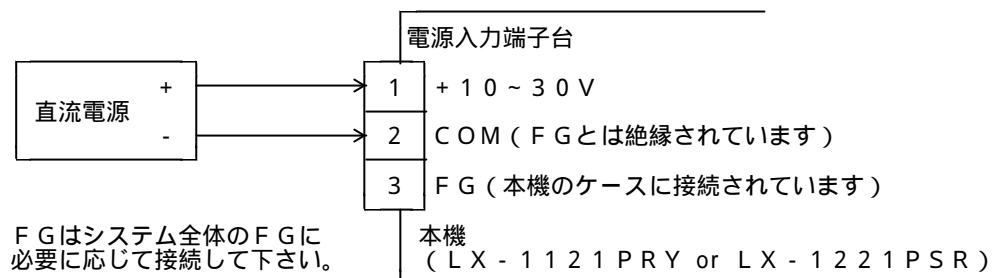 電源入力端子台
直流電源
+
-
1 +10~30V
2 COM(FGとは絶縁されています)
3 FG(本機のケースに接続されています)
FGはシステム全体のFGに
必要に応じて接続して下さい。
本機
(LX-1121PRY or LX-1221PSR)